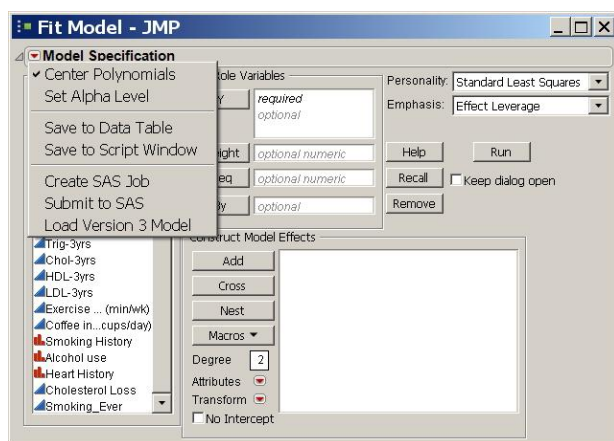 Fit Model - JMP
Model Specification
Center Polynomials
Set Alpha Level
Save to Data Table
Save to Script Window
Create SAS Job
Submit to SAS
Load Version 3 Model
Role Variables
Y
required
optional
optional numeric
optional numeric
By
optional
Personality: Standard Least Squares
Emphasis: Effect Leverage
Help
Run
Recall
Keep dialog open
Remove
Trig-3yrs
Chol-3yrs
HDL-3yrs
LDL-3yrs
Exercise ... (min/wk)
Coffee in...cups/day)
Smoking History
Alcohol use
Heart History
Cholesterol Loss
Smoking_Ever
Construct Model Effects
Add
Cross
Nest
Macros
Degree 2
Attributes
Transform
No Intercept